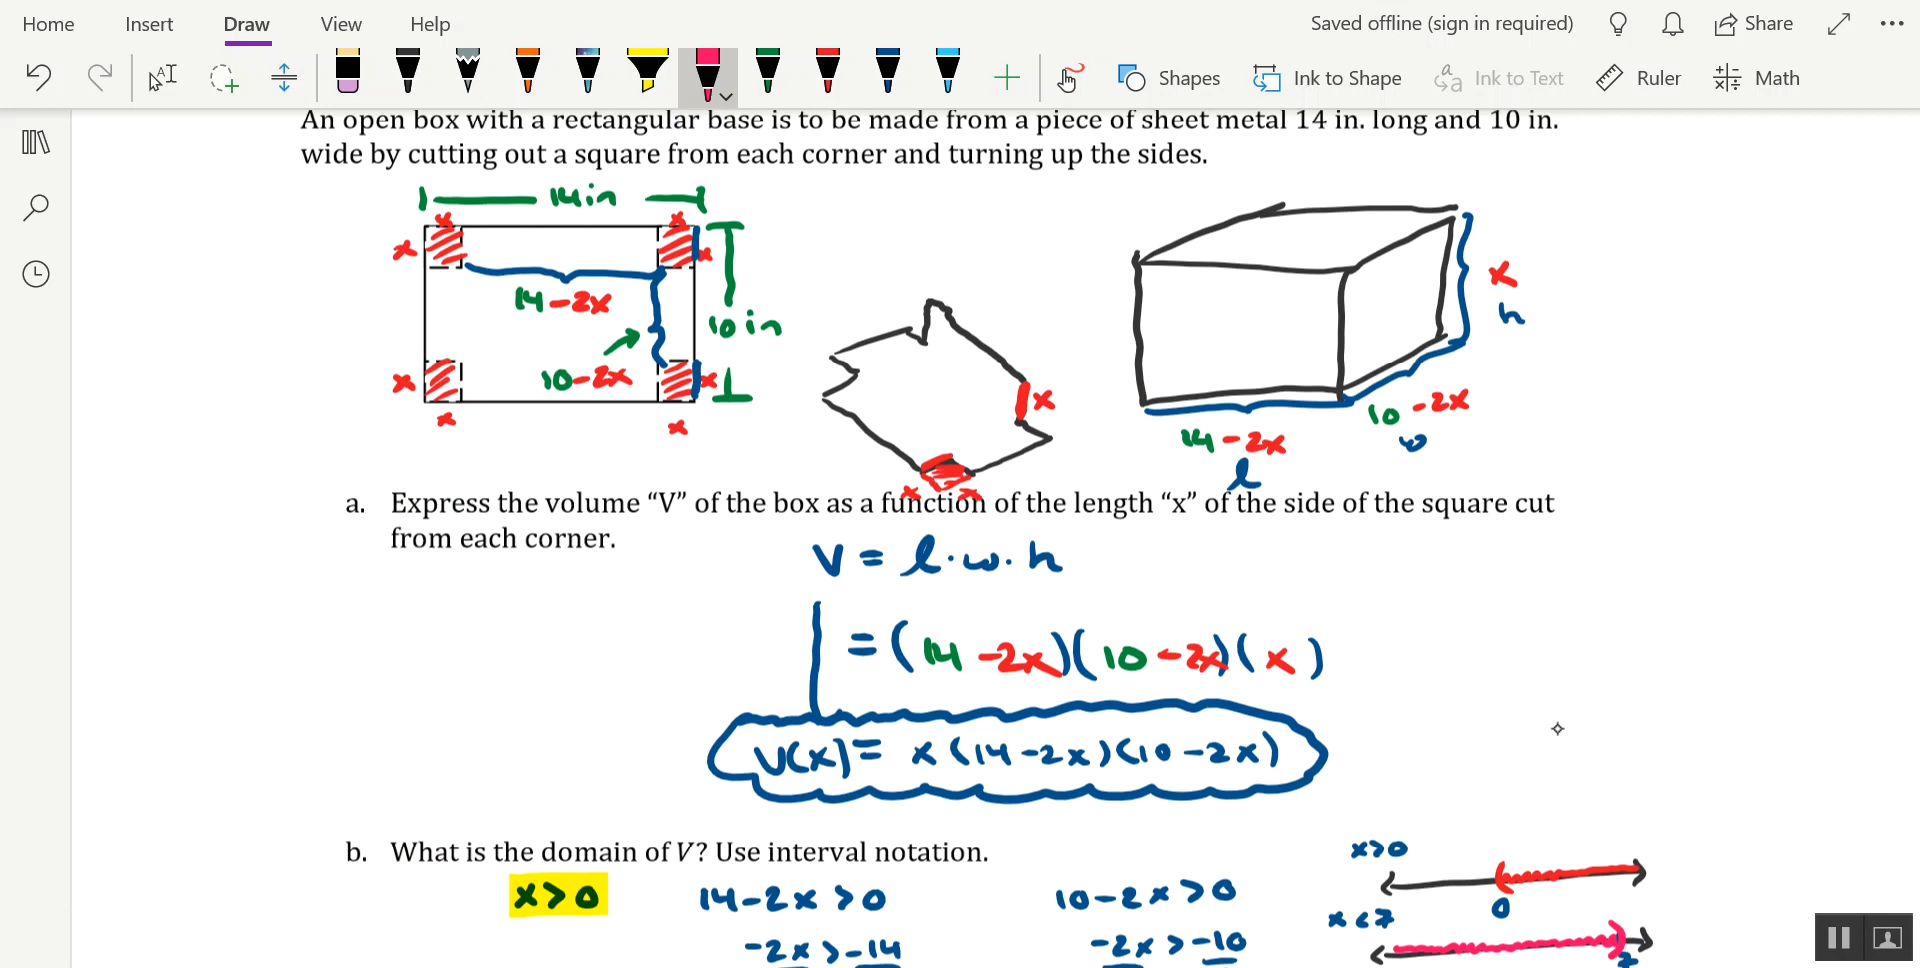 Home Insert Draw View Help Saved offline (sign in required) Share
Shapes Ink to Shape Ink to Text Ruler Math
An open box with a rectangular base is to be made from a piece of sheet metal 14 in. long and 10 in.
wide by cutting out a square from each corner and turning up the sides.
14in
x x
x x
14-2x
10 in
10-2x
x x
x x
x
x x
x
h
10-2x
w
14-2x
l
a. Express the volume “V” of the box as a function of the length “x” of the side of the square cut
from each corner.
V = l·w·h
= (14-2x)(10-2x)(x)
V(x)= x(14-2x)(10-2x)
b. What is the domain of V? Use interval notation.
x>0
x>0 14-2x>0 10-2x>0
0
x<7
-2x>-14 -2x>-10
7